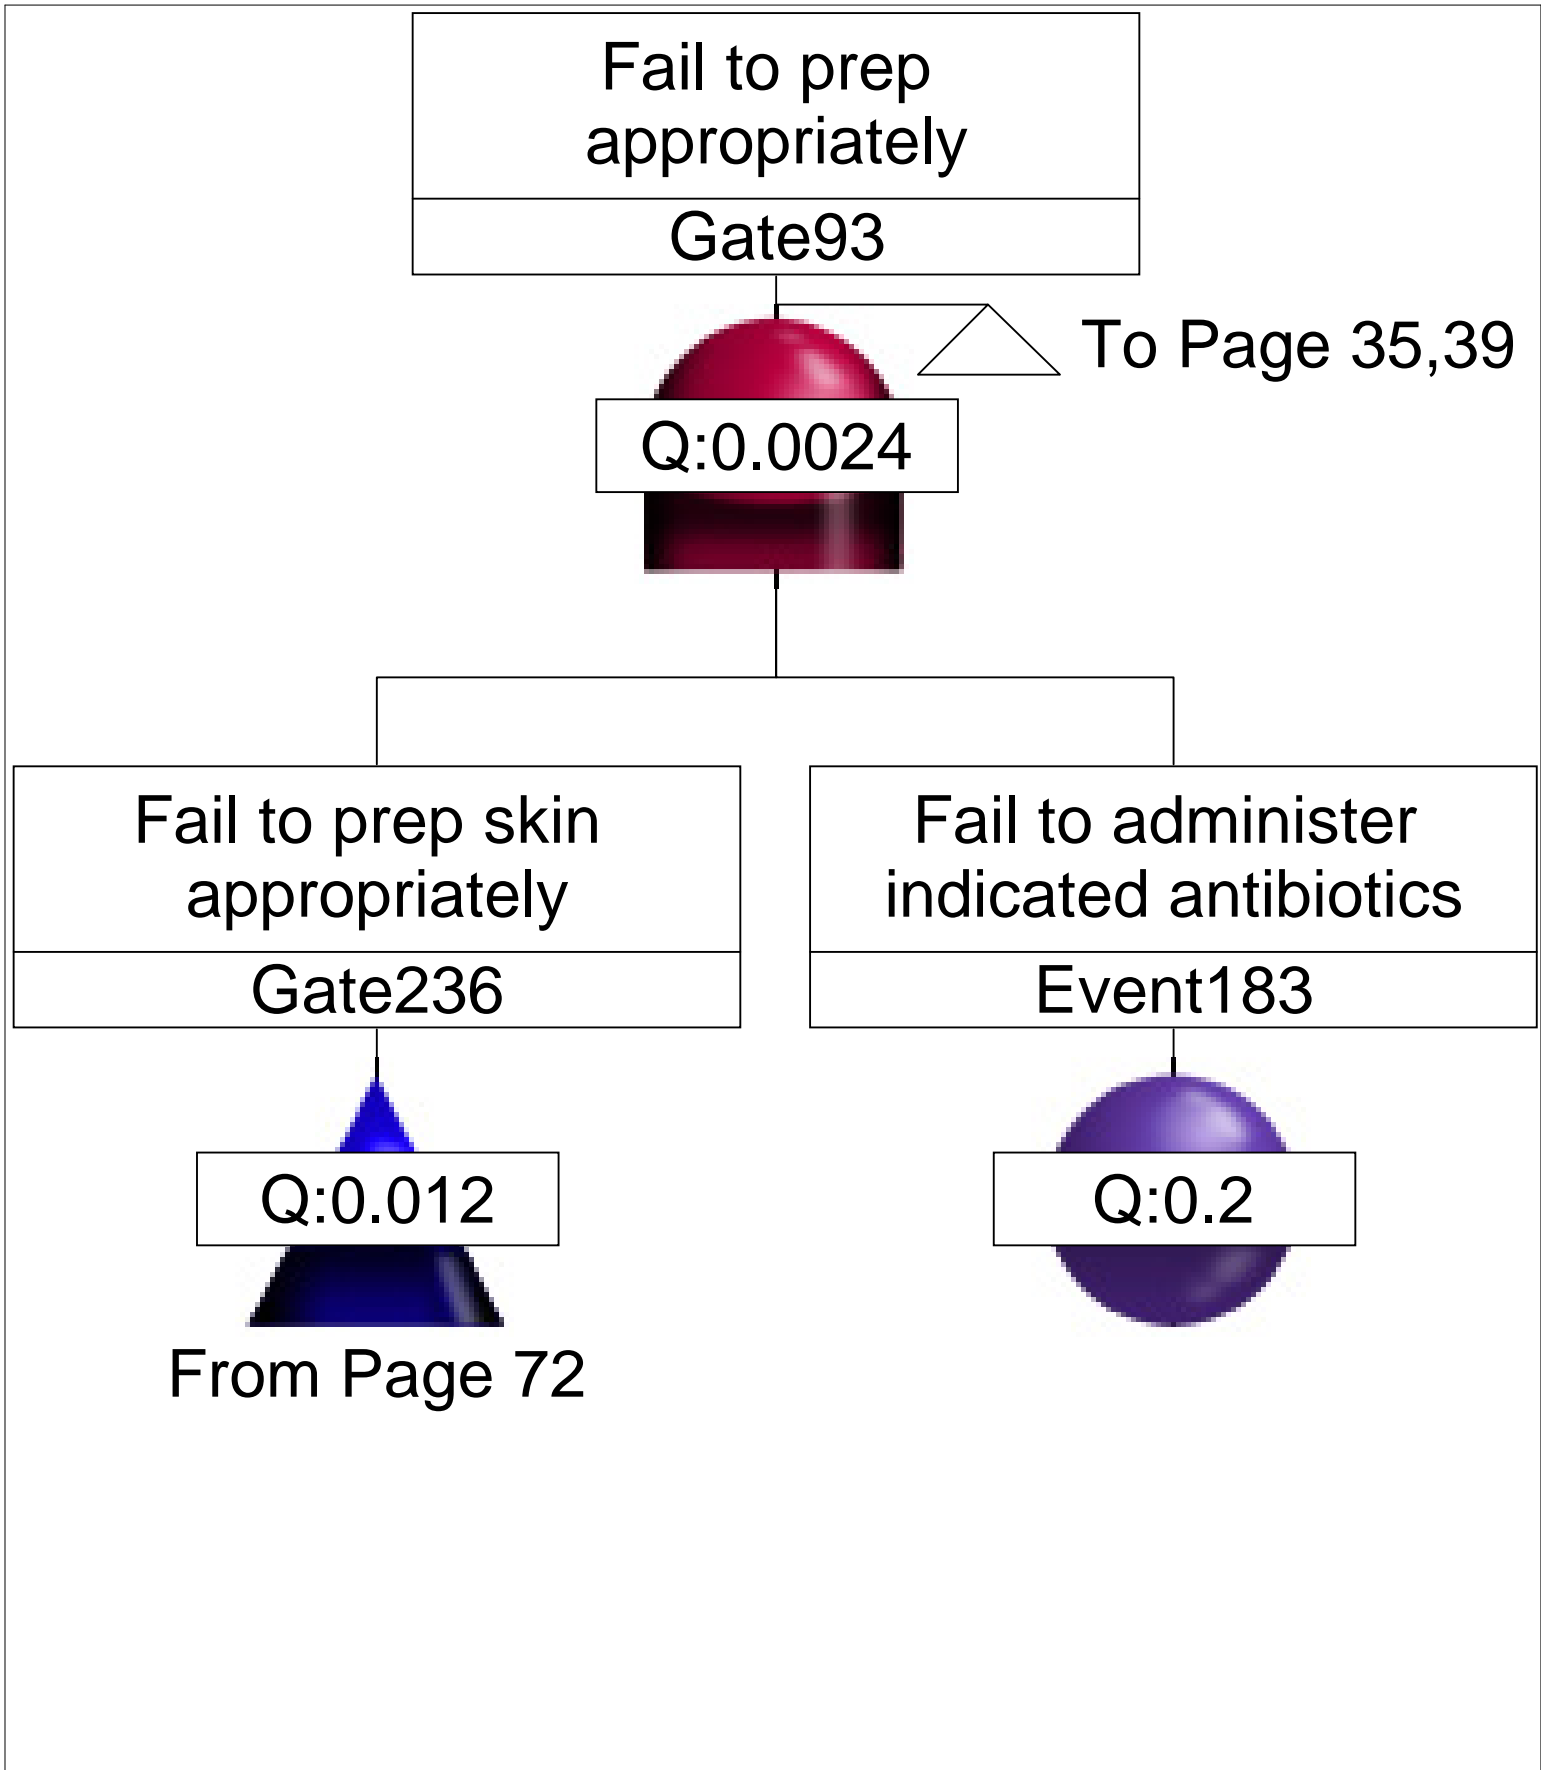 Fail to prep
appropriately
Gate93
To Page 35,39
Q:0.0024
Fail to prep skin
appropriately
Gate236
Q:0.012
From Page 72
Fail to administer
indicated antibiotics
Event183
Q:0.2